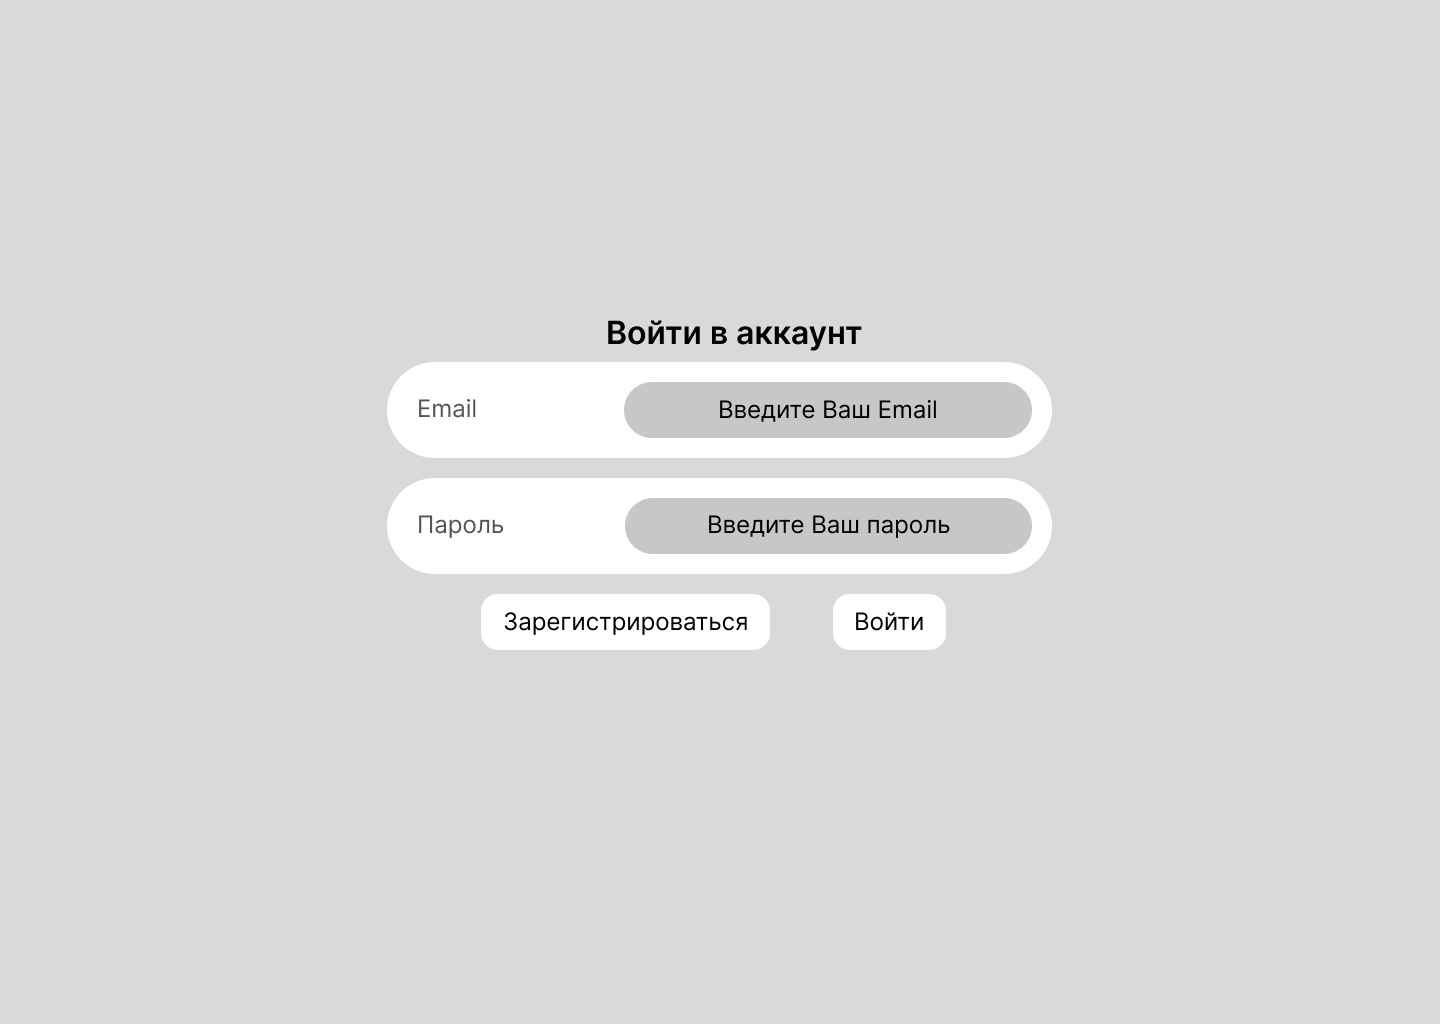 Войти в аккаунт
Email
Введите Ваш Email
Пароль
Введите Ваш пароль
Зарегистрироваться
Войти